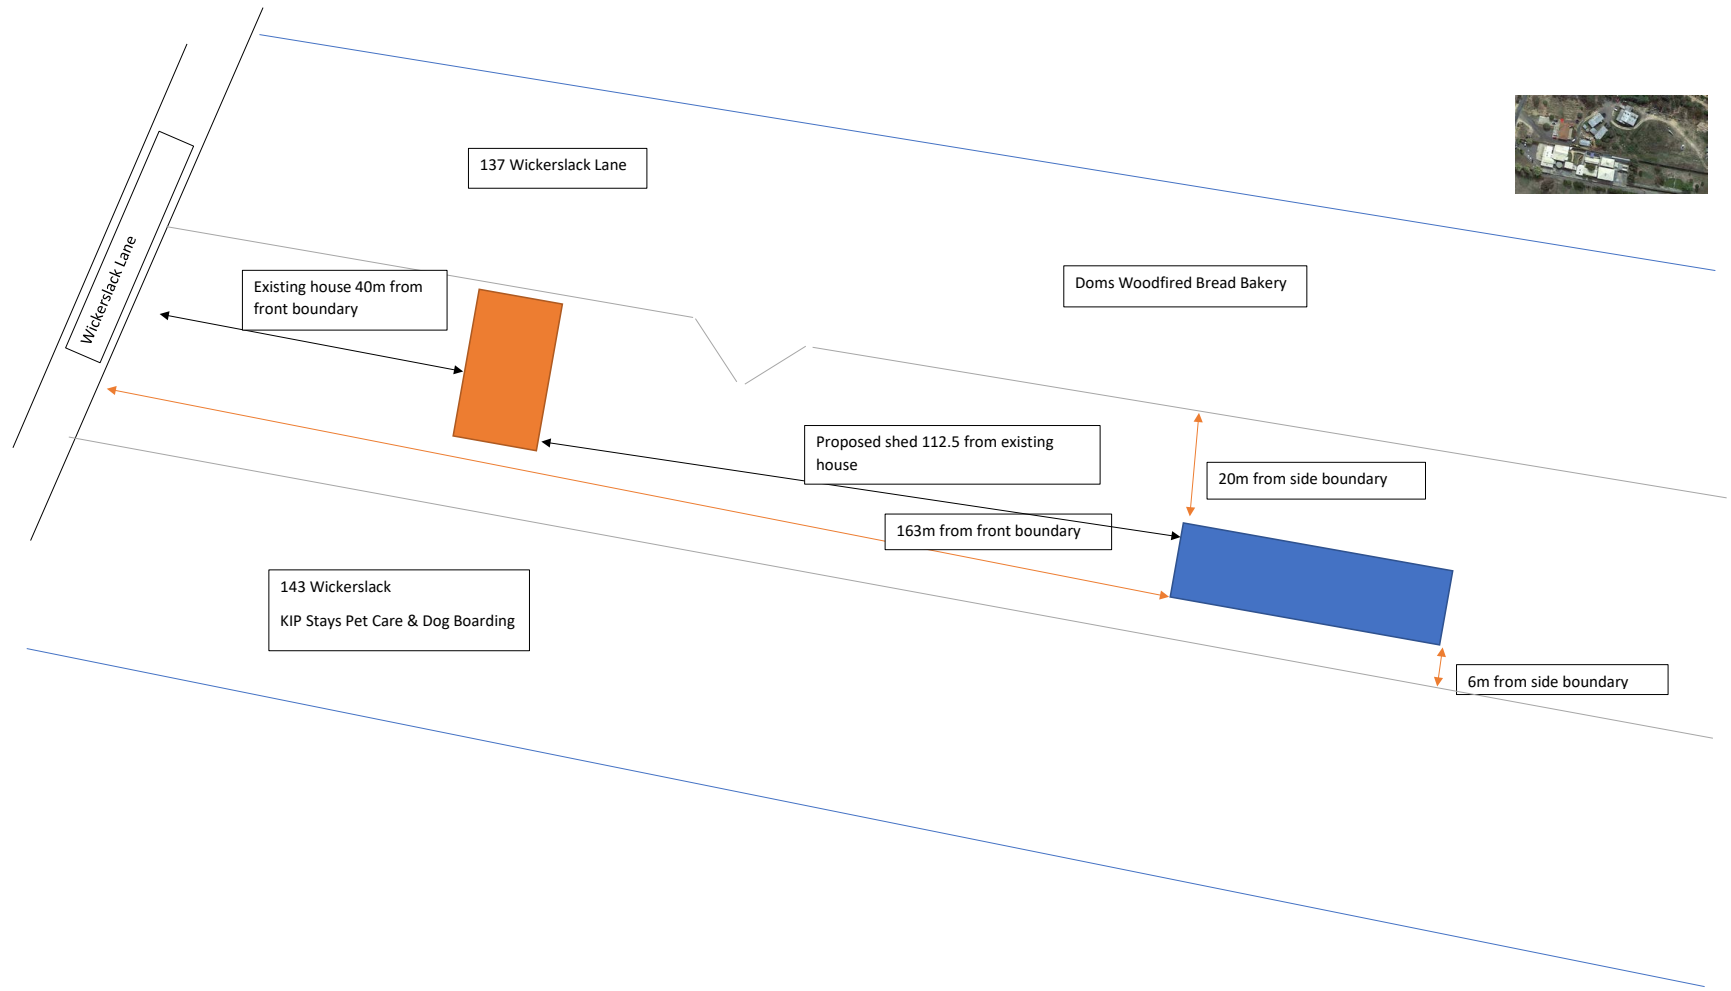 137 Wickerslack Lane
Wickerslack Lane
Existing house 40m from
front boundary
Doms Woodfired Bread Bakery
Proposed shed 112.5 from existing
house
20m from side boundary
163m from front boundary
143 Wickerslack
KIP Stays Pet Care & Dog Boarding
6m from side boundary